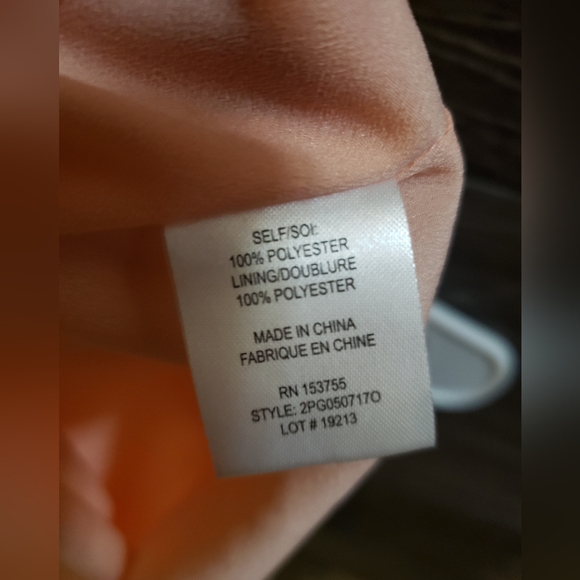 SELF/SOI:
100% POLYESTER
LINING/DOUBLURE
100% POLYESTER
MADE IN CHINA
FABRIQUE EN CHINE
RN 153755
STYLE: 2PG050717O
LOT # 19213